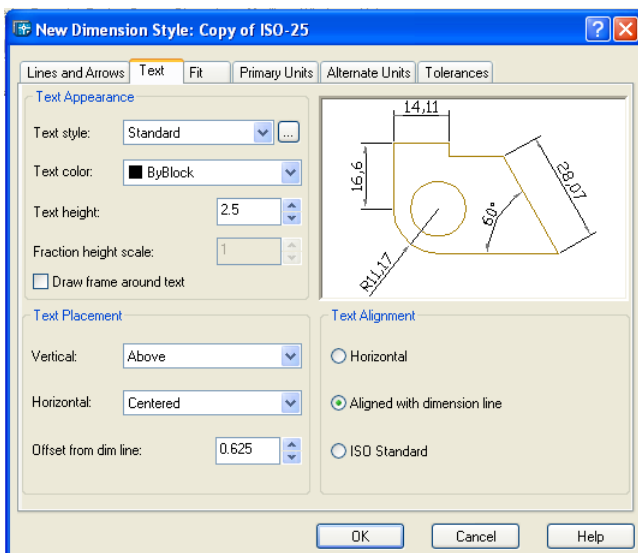 New Dimension Style: Copy of ISO-25
Lines and Arrows Text Fit Primary Units Alternate Units Tolerances
Text Appearance
Text style: Standard ...
Text color: ByBlock
Text height: 2.5
Fraction height scale: 1
Draw frame around text
14,11
16,6
28,07
60°
R11,17
Text Placement
Vertical: Above
Horizontal: Centered
Offset from dim line: 0.625
Text Alignment
Horizontal
Aligned with dimension line
ISO Standard
OK Cancel Help